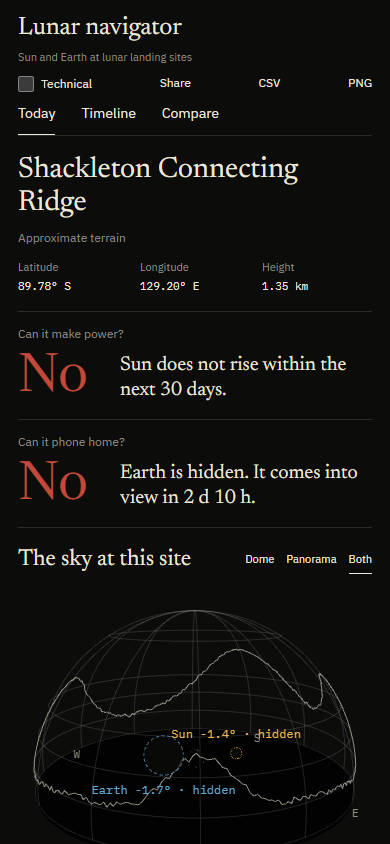 Lunar navigator
Sun and Earth at lunar landing sites
Technical Share CSV PNG
Today Timeline Compare
Shackleton Connecting
Ridge
Approximate terrain
Latitude Longitude Height
89.78° S 129.20° E 1.35 km
Can it make power?
No
Sun does not rise within the
next 30 days.
Can it phone home?
No
Earth is hidden. It comes into
view in 2 d 10 h.
The sky at this site
Dome Panorama Both
Sun -1.4° · hidden
S
W
Earth -1.7° · hidden
E